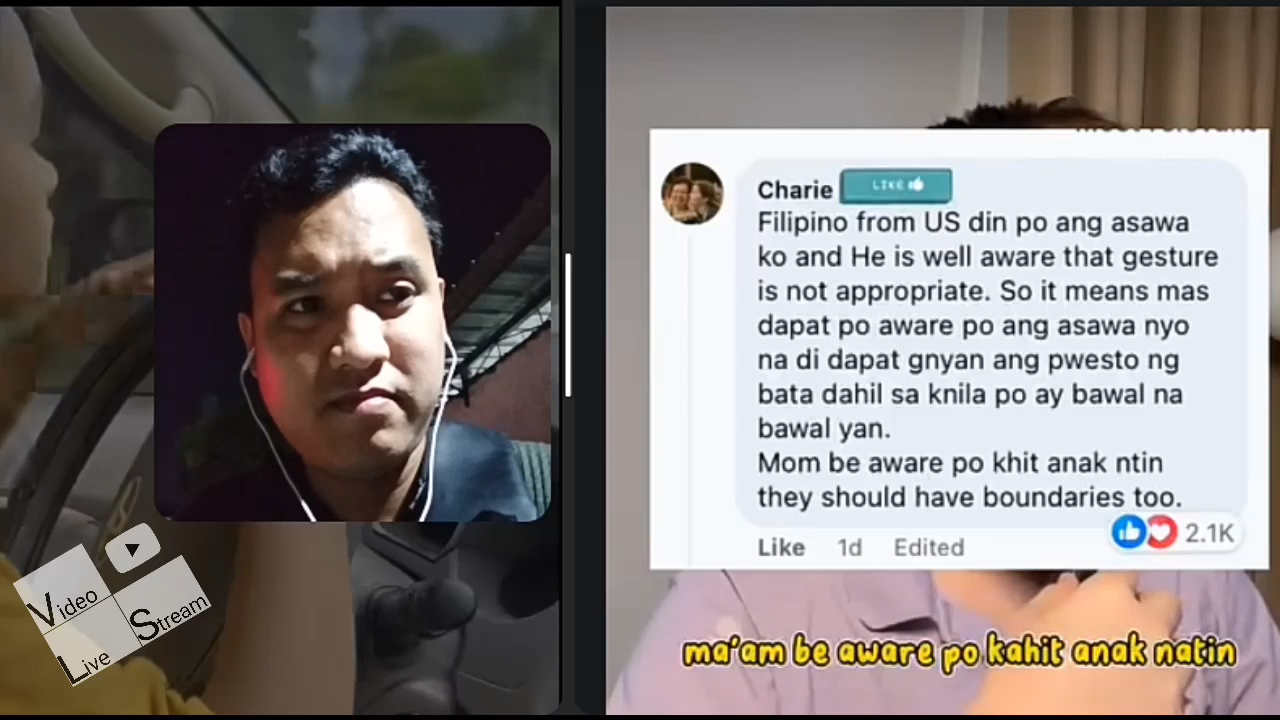 Charie LIKE
Filipino from US din po ang asawa
ko and He is well aware that gesture
is not appropriate. So it means mas
dapat po aware po ang asawa nyo
na di dapat gnyan ang pwesto ng
bata dahil sa knila po ay bawal na
bawal yan.
Mom be aware po khit anak ntin
they should have boundaries too.
Like 1d Edited 2.1K
ma'am be aware po kahit anak natin
Video
Live Stream